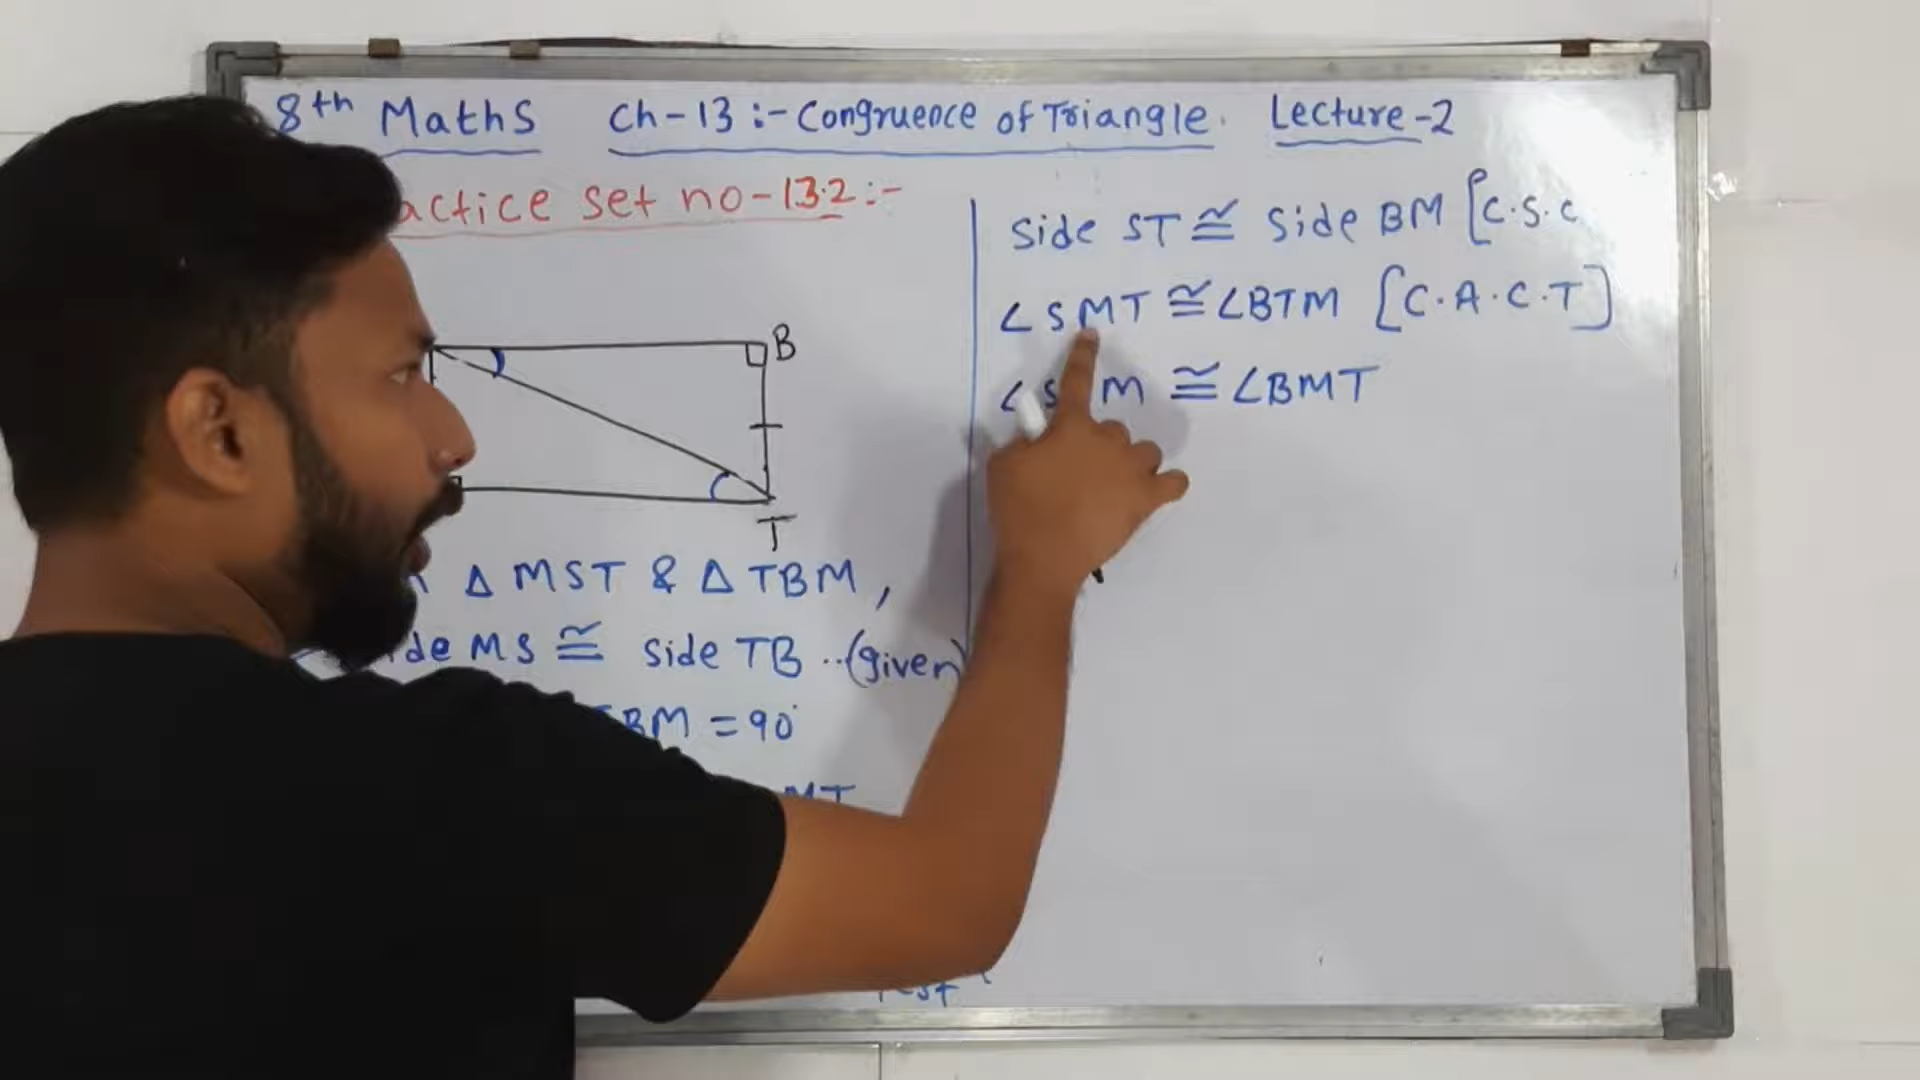 8th Maths Ch-13:- Congruence of Triangle. Lecture-2
actice set no-13.2:-
B
T
Δ MST & Δ TBM,
de MS ≅ side TB ..(given)
BM = 90°
MT
Side ST ≅ side BM [C.S.C
∠SMT ≅ ∠BTM [C.A.C.T]
∠S M ≅ ∠BMT